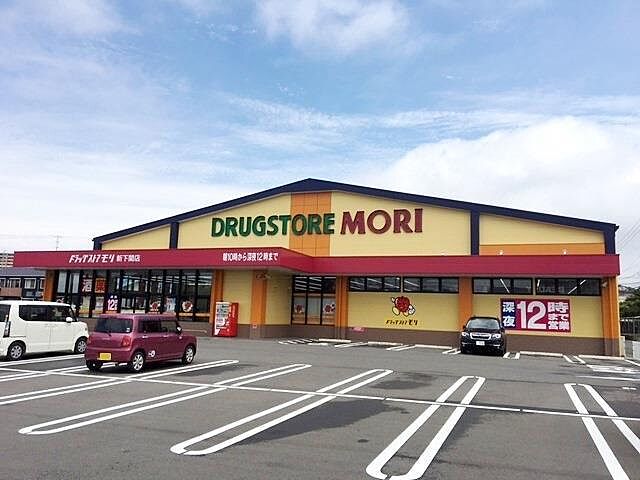 DRUGSTORE MORI
ドラッグストアモリ 新下関店
朝10時から深夜12時まで
酒
12
ドラッグストアモリ
深夜12時まで営業